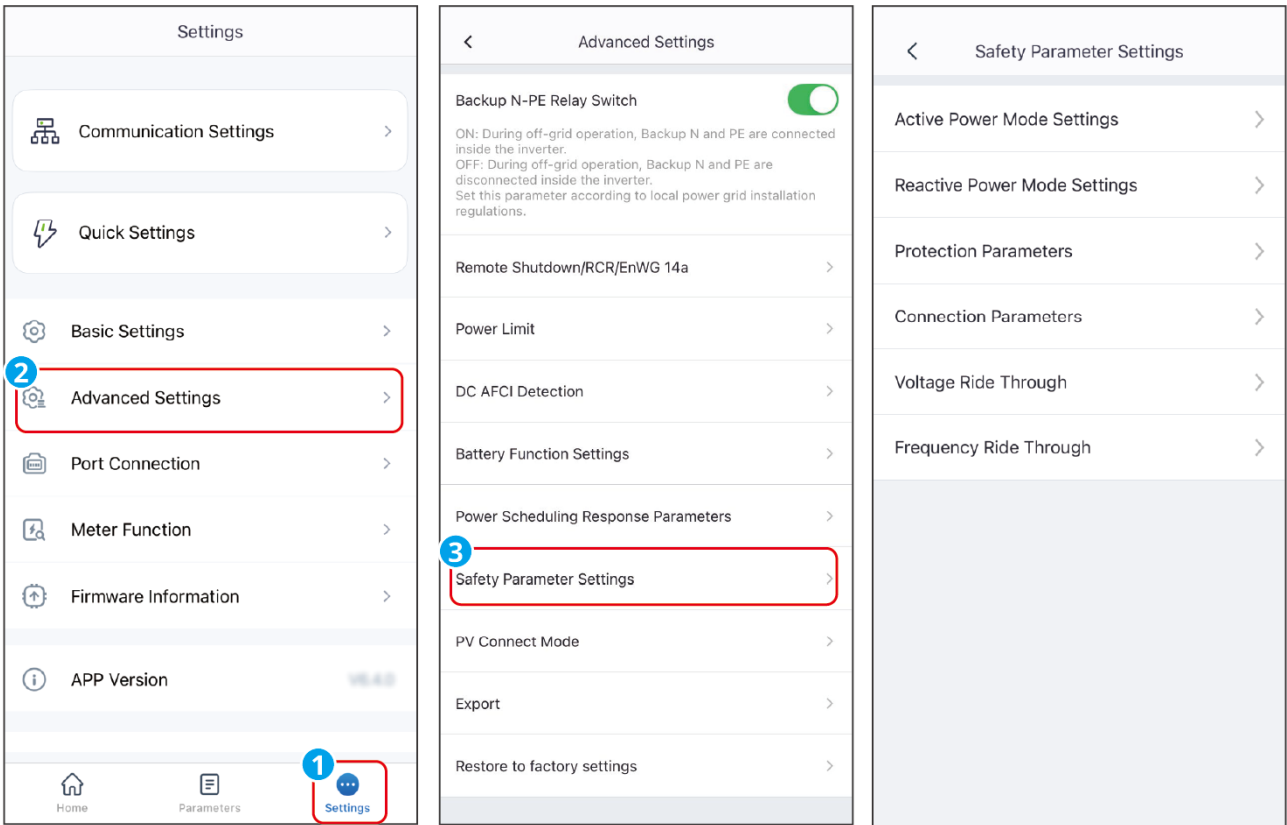 Settings
Communication Settings
Quick Settings
Basic Settings
2
Advanced Settings
Port Connection
Meter Function
Firmware Information
APP Version
V6.4.0
1
Home
Parameters
Settings
Advanced Settings
Backup N-PE Relay Switch
ON: During off-grid operation, Backup N and PE are connected
inside the inverter.
OFF: During off-grid operation, Backup N and PE are
disconnected inside the inverter.
Set this parameter according to local power grid installation
regulations.
Remote Shutdown/RCR/EnWG 14a
Power Limit
DC AFCI Detection
Battery Function Settings
Power Scheduling Response Parameters
3
Safety Parameter Settings
PV Connect Mode
Export
Restore to factory settings
Safety Parameter Settings
Active Power Mode Settings
Reactive Power Mode Settings
Protection Parameters
Connection Parameters
Voltage Ride Through
Frequency Ride Through